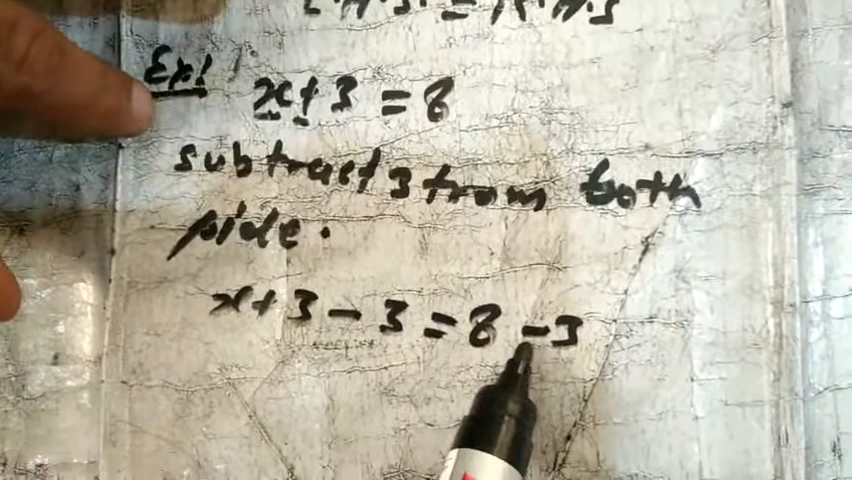 L.H.S. = R.H.S
Ex!
x+3 = 8
subtract 3 from both
side.
x+3-3=8-3